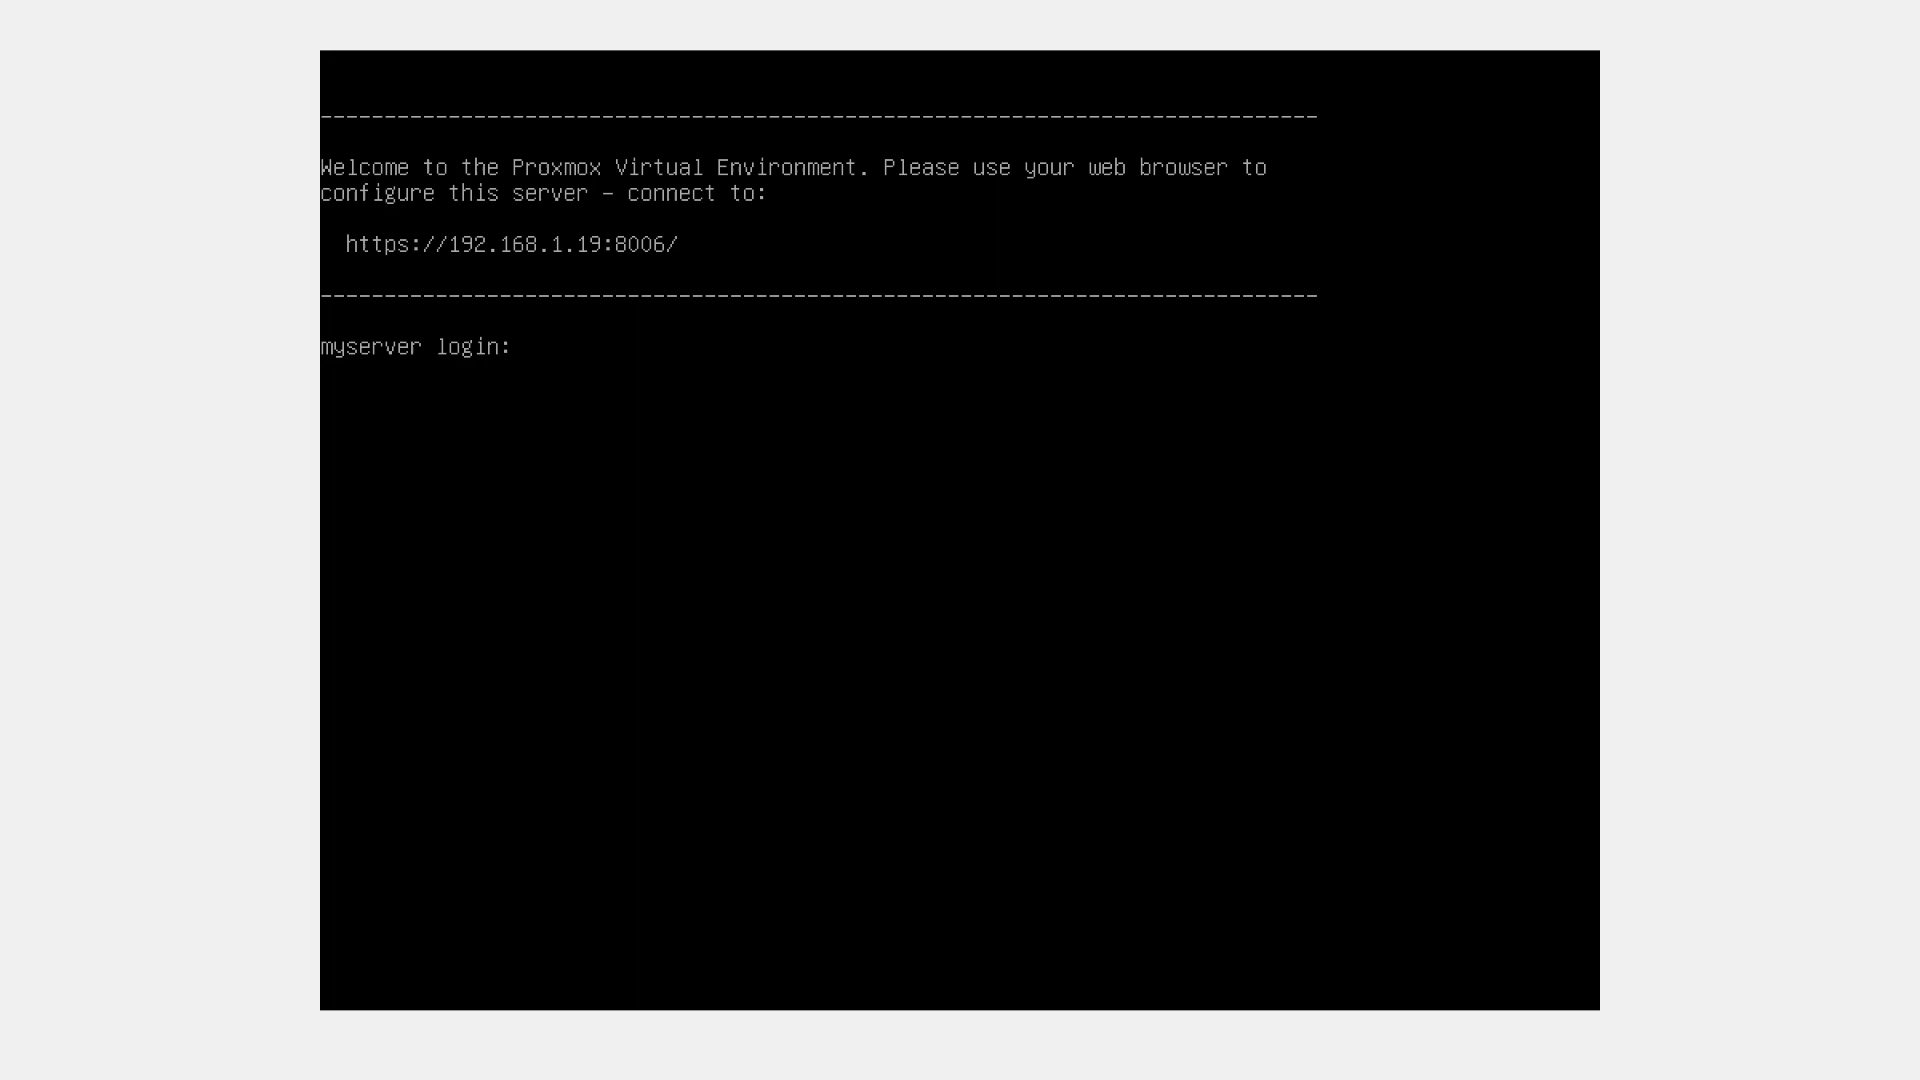 ------------------------------------------------------------------------------
Welcome to the Proxmox Virtual Environment. Please use your web browser to
configure this server - connect to:
https://192.168.1.19:8006/
------------------------------------------------------------------------------
myserver login: